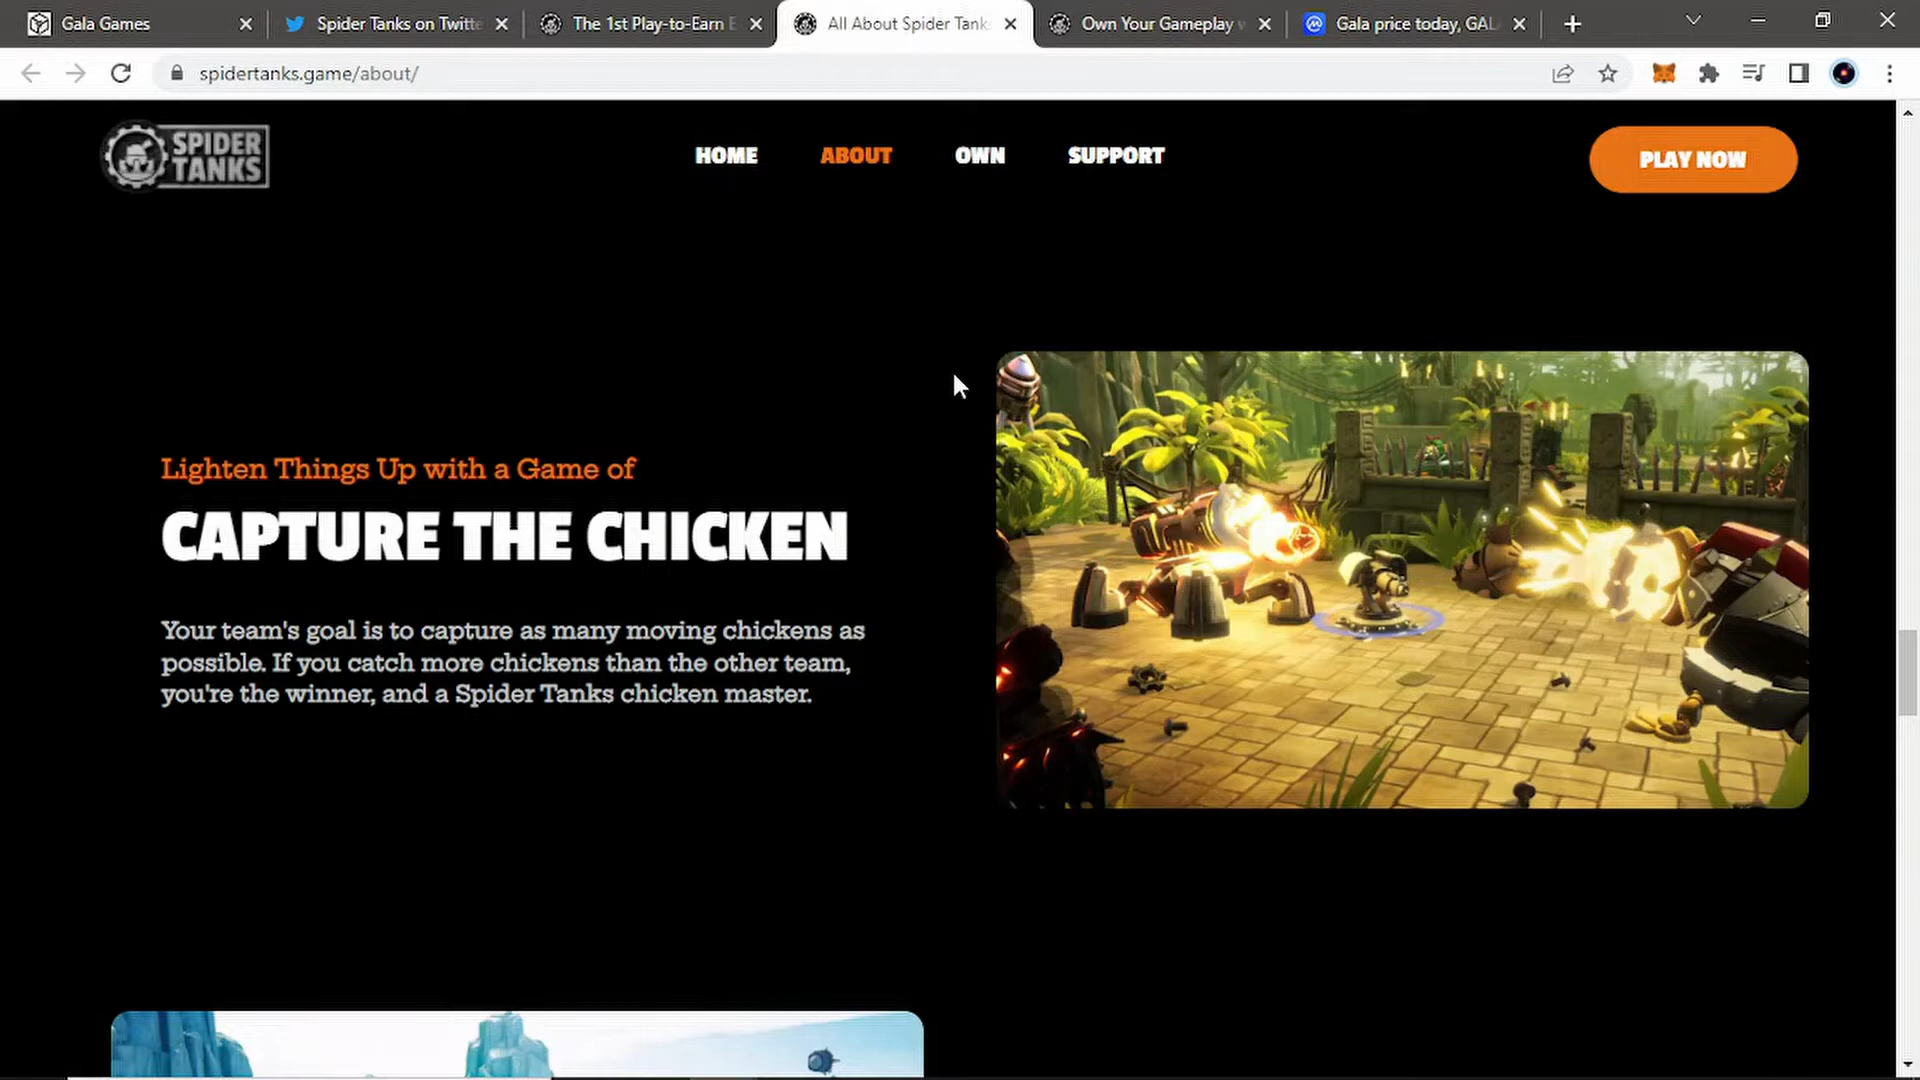 Gala Games
Spider Tanks on Twitte
The 1st Play-to-Earn E
All About Spider Tank
Own Your Gameplay w
Gala price today, GALA
spidertanks.game/about/
SPIDER
TANKS
HOME
ABOUT
OWN
SUPPORT
PLAY NOW
Lighten Things Up with a Game of
CAPTURE THE CHICKEN
Your team's goal is to capture as many moving chickens as
possible. If you catch more chickens than the other team,
you're the winner, and a Spider Tanks chicken master.